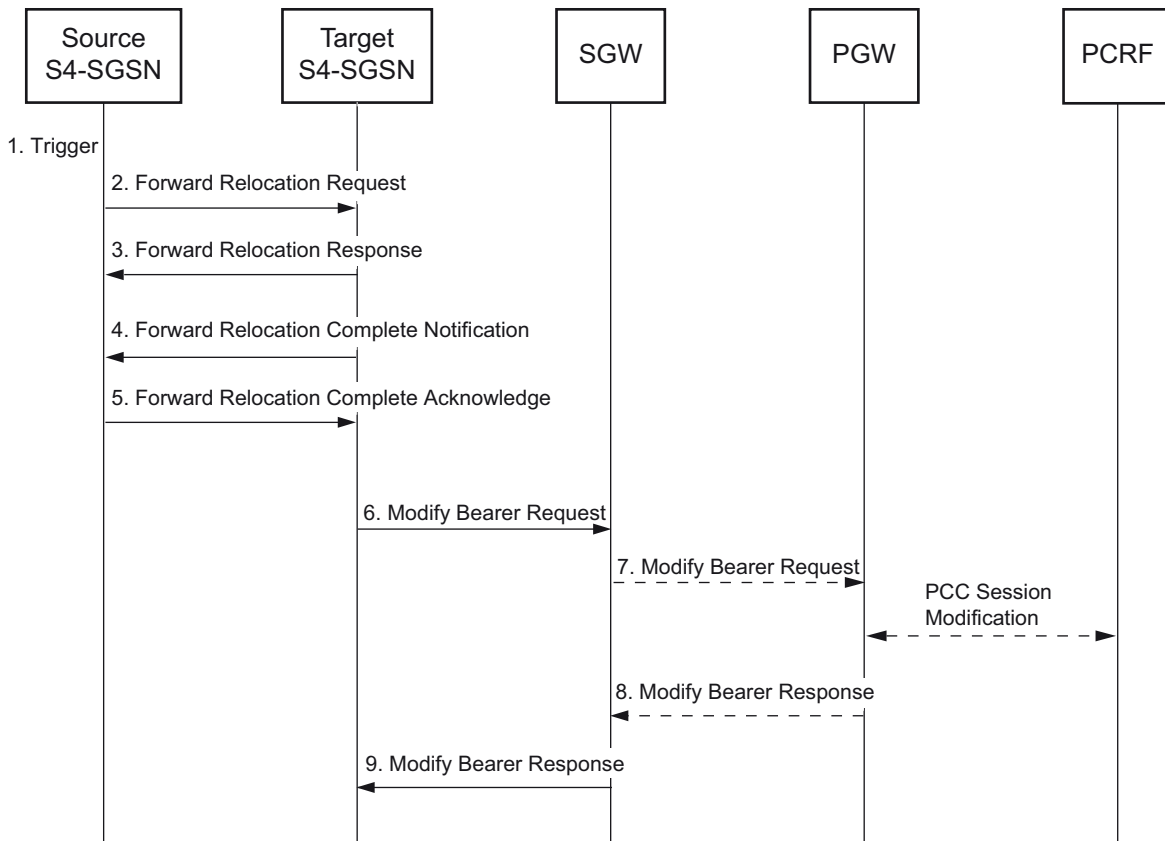 Source
S4-SGSN
Target
S4-SGSN
SGW
PGW
PCRF
1. Trigger
2. Forward Relocation Request
3. Forward Relocation Response
4. Forward Relocation Complete Notification
5. Forward Relocation Complete Acknowledge
6. Modify Bearer Request
7. Modify Bearer Request
PCC Session
Modification
8. Modify Bearer Response
9. Modify Bearer Response